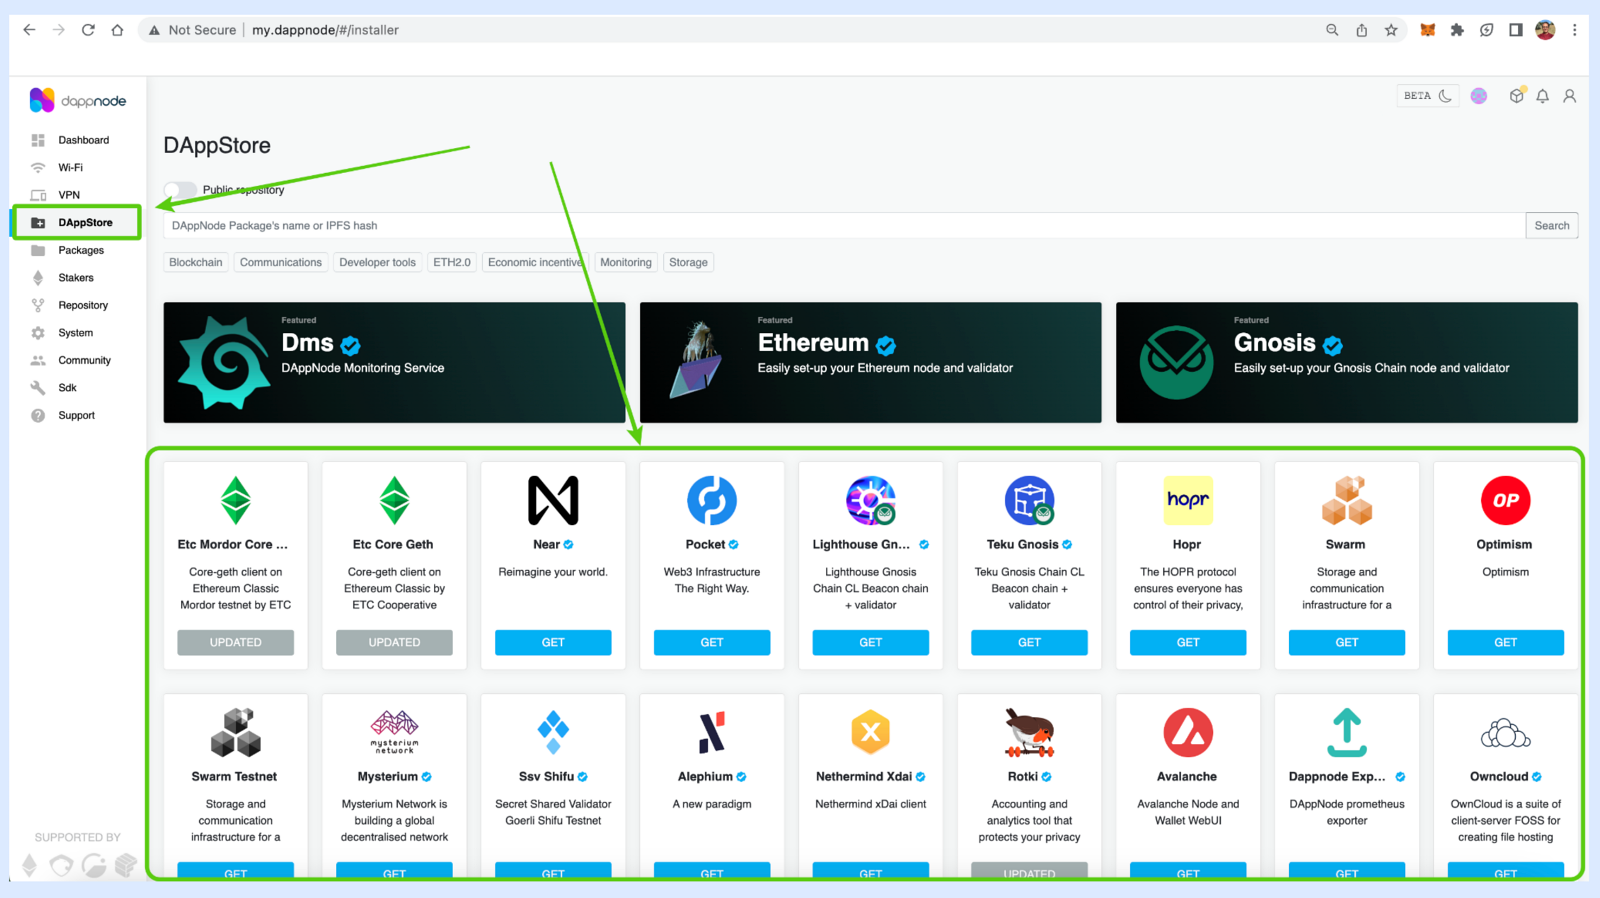 Not Secure | my.dappnode/#/installer
dappnode
BETA
Dashboard
Wi-Fi
VPN
DAppStore
Packages
Stakers
Repository
System
Community
Sdk
Support
SUPPORTED BY
DAppStore
Public repository
DAppNode Package's name or IPFS hash
Search
Blockchain
Communications
Developer tools
ETH2.0
Economic incentive
Monitoring
Storage
Featured
Dms
DAppNode Monitoring Service
Featured
Ethereum
Easily set-up your Ethereum node and validator
Featured
Gnosis
Easily set-up your Gnosis Chain node and validator
Etc Mordor Core ...
Core-geth client on
Ethereum Classic
Mordor testnet by ETC
UPDATED
Etc Core Geth
Core-geth client on
Ethereum Classic by
ETC Cooperative
UPDATED
Near
Reimagine your world.
GET
Pocket
Web3 Infrastructure
The Right Way.
GET
Lighthouse Gn...
Lighthouse Gnosis
Chain CL Beacon chain
+ validator
GET
Teku Gnosis
Teku Gnosis Chain CL
Beacon chain +
validator
GET
hopr
Hopr
The HOPR protocol
ensures everyone has
control of their privacy,
GET
Swarm
Storage and
communication
infrastructure for a
GET
OP
Optimism
Optimism
GET
Swarm Testnet
Storage and
communication
infrastructure for a
GET
mysterium
network
Mysterium
Mysterium Network is
building a global
decentralised network
GET
Ssv Shifu
Secret Shared Validator
Goerli Shifu Testnet
GET
Alephium
A new paradigm
GET
X
Nethermind Xdai
Nethermind xDai client
GET
Rotki
Accounting and
analytics tool that
protects your privacy
UPDATED
Avalanche
Avalanche Node and
Wallet WebUI
GET
Dappnode Exp...
DAppNode prometheus
exporter
GET
Owncloud
OwnCloud is a suite of
client-server FOSS for
creating file hosting
GET